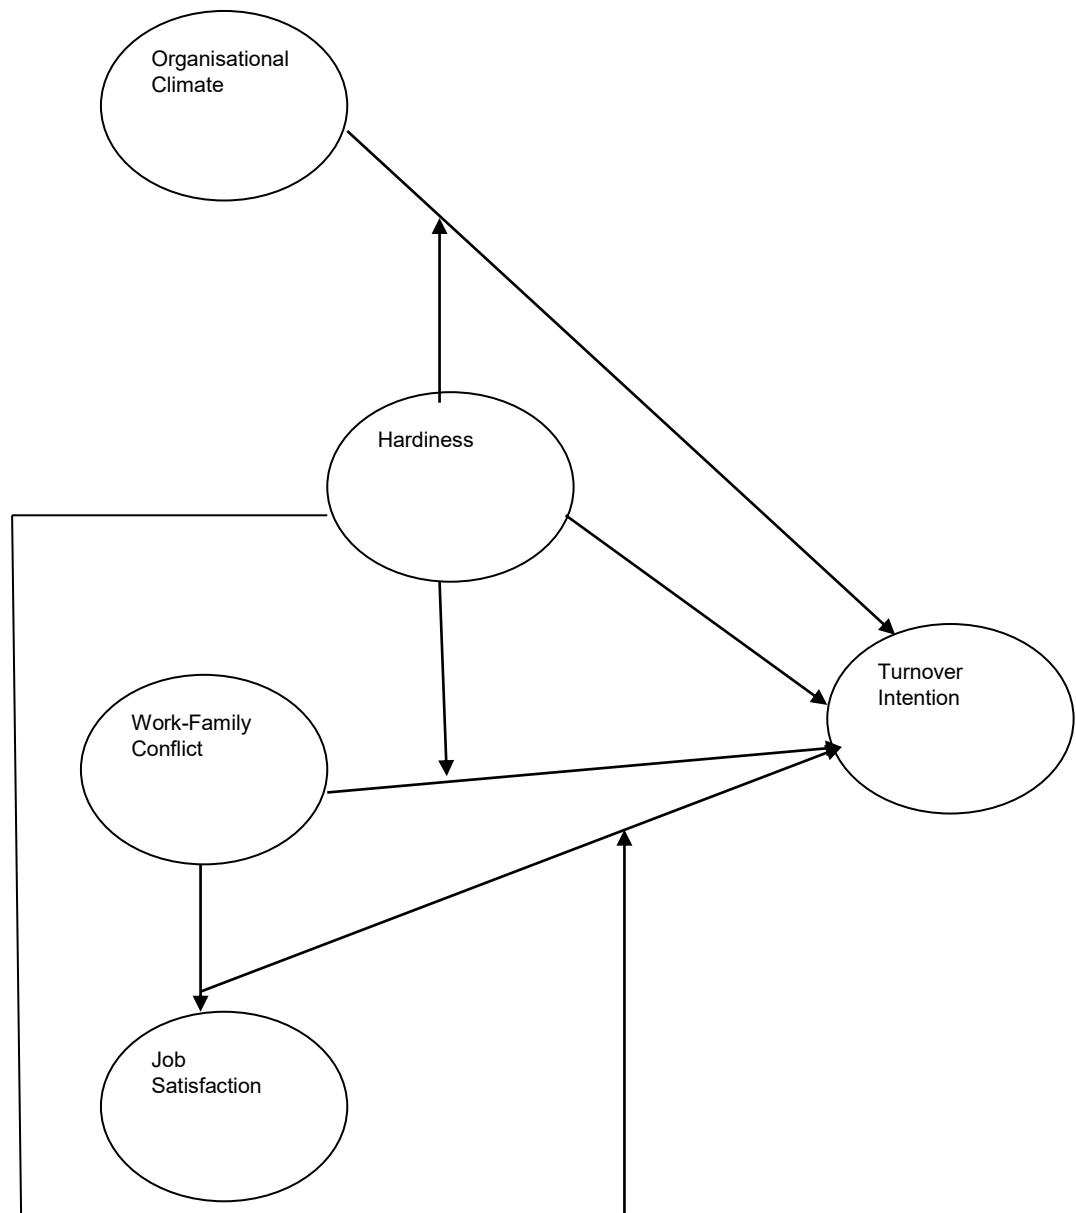 Organisational
Climate
Hardiness
Turnover
Intention
Work-Family
Conflict
Job
Satisfaction